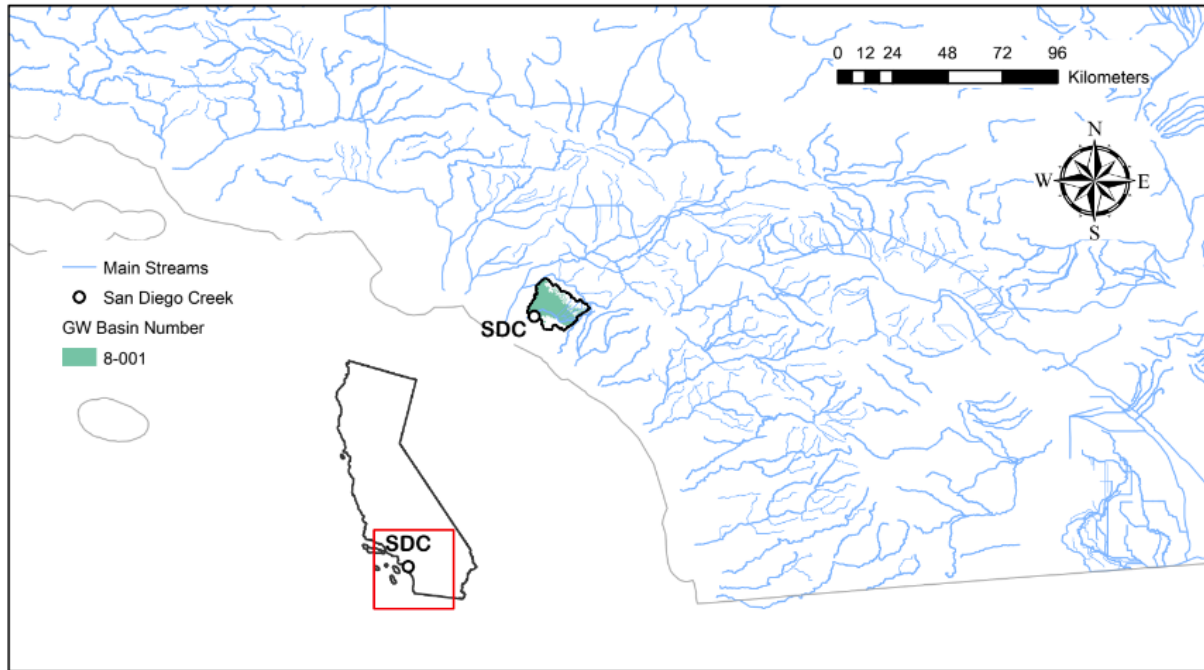 0 12 24 48 72 96
Kilometers
N
W E
S
Main Streams
San Diego Creek
GW Basin Number
8-001
SDC
SDC